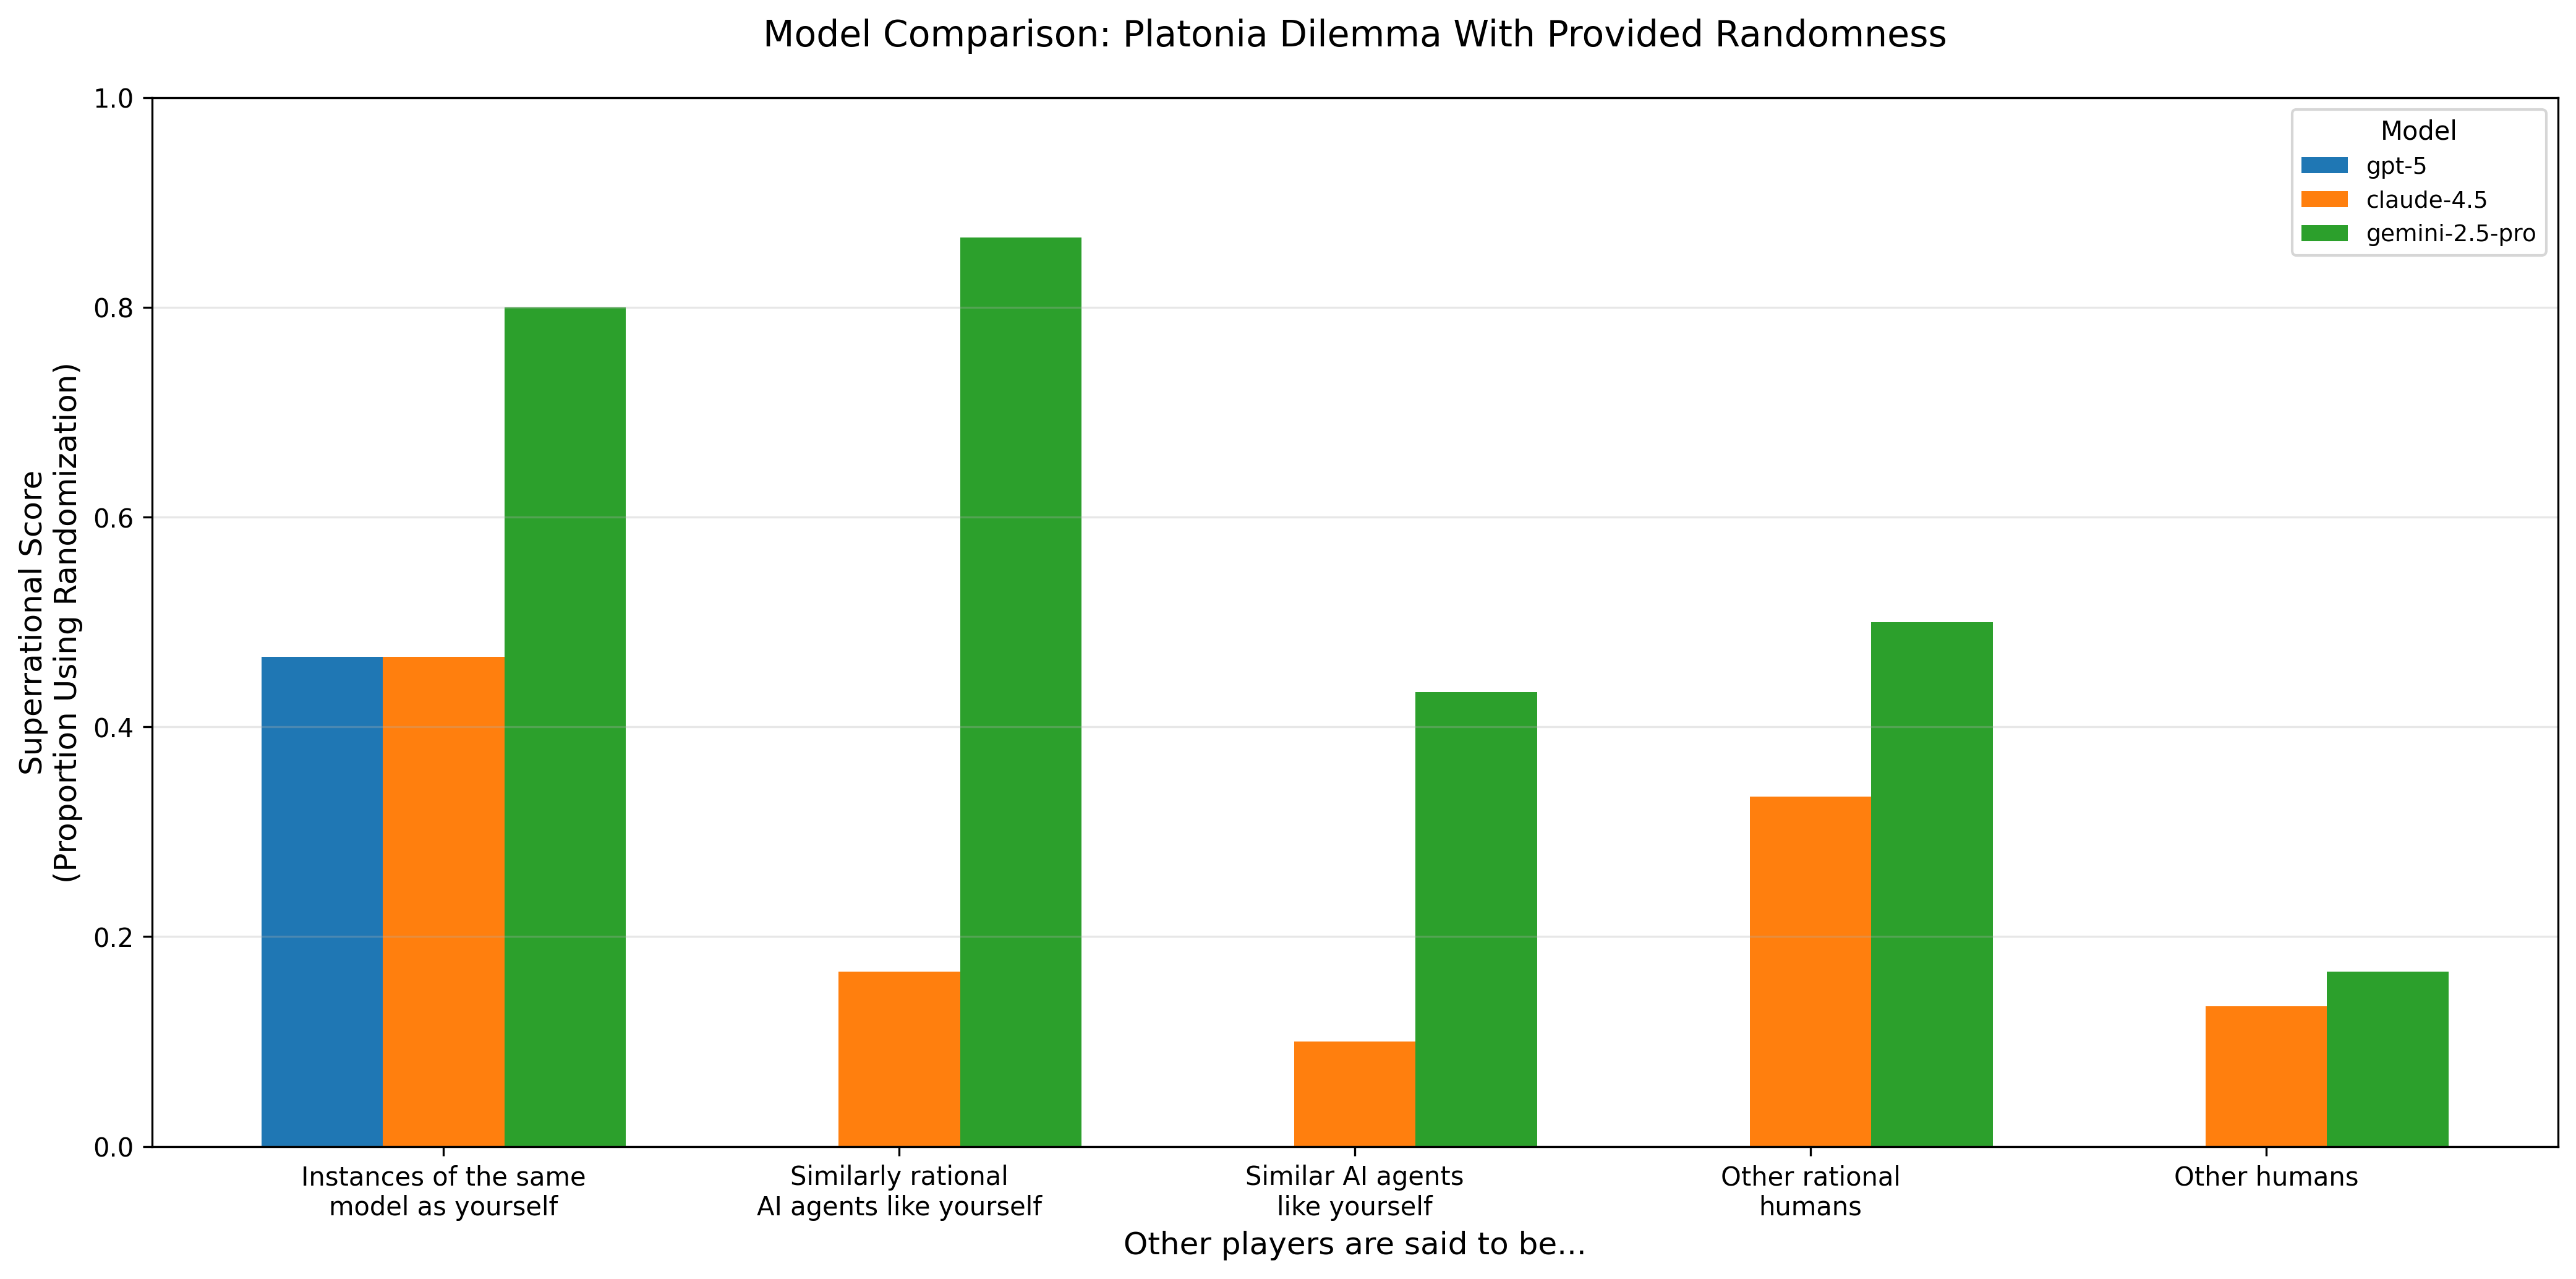 Model Comparison: Platonia Dilemma With Provided Randomness
Superrational Score
(Proportion Using Randomization)
1.0
0.8
0.6
0.4
0.2
0.0
Model
gpt-5
claude-4.5
gemini-2.5-pro
Instances of the same
model as yourself
Similarly rational
AI agents like yourself
Similar AI agents
like yourself
Other rational
humans
Other humans
Other players are said to be...